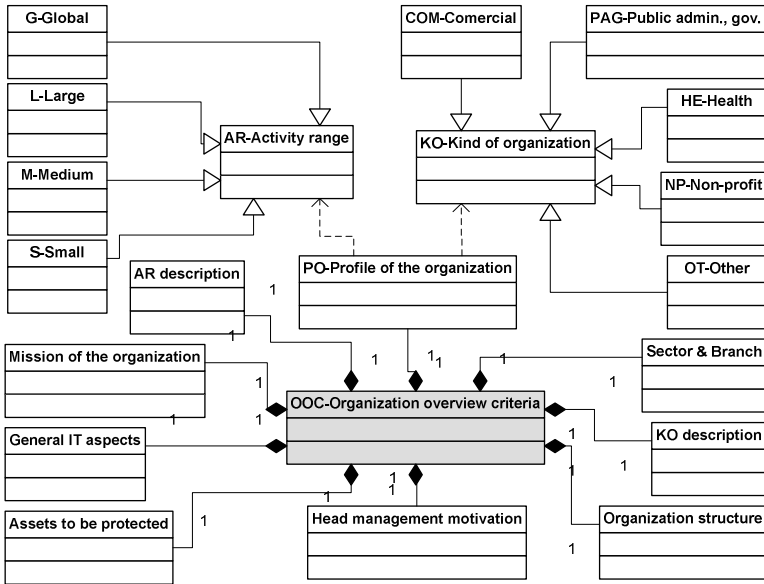 G-Global
COM-Comercial
PAG-Public admin., gov.
L-Large
HE-Health
AR-Activity range
KO-Kind of organization
M-Medium
NP-Non-profit
S-Small
AR description
1
PO-Profile of the organization
OT-Other
1
Mission of the organization
1
1
1
1
Sector & Branch
1
1
OOC-Organization overview criteria
1
1
General IT aspects
1
KO description
1
1
1
1
1
Assets to be protected
1
1
Head management motivation
Organization structure
1